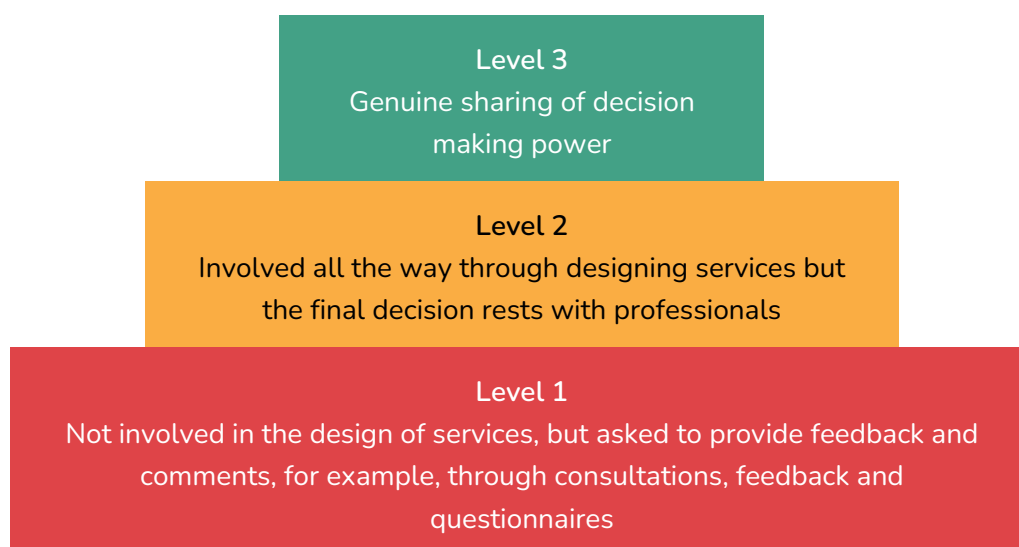 Level 3
Genuine sharing of decision
making power
Level 2
Involved all the way through designing services but
the final decision rests with professionals
Level 1
Not involved in the design of services, but asked to provide feedback and
comments, for example, through consultations, feedback and
questionnaires